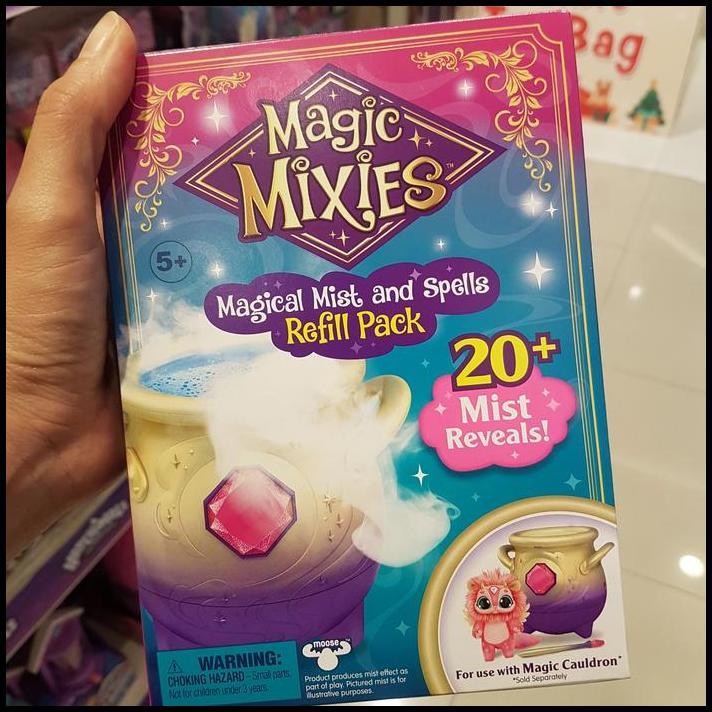 Bag
Magic
Mixies™
5+
Magical Mist and Spells
Refill Pack
20+
Mist
Reveals!
WARNING:
CHOKING HAZARD – Small parts.
Not for children under 3 years.
moose
Product produces mist effect as
part of play. Pictured mist is for
illustrative purposes.
For use with Magic Cauldron*
*Sold Separately